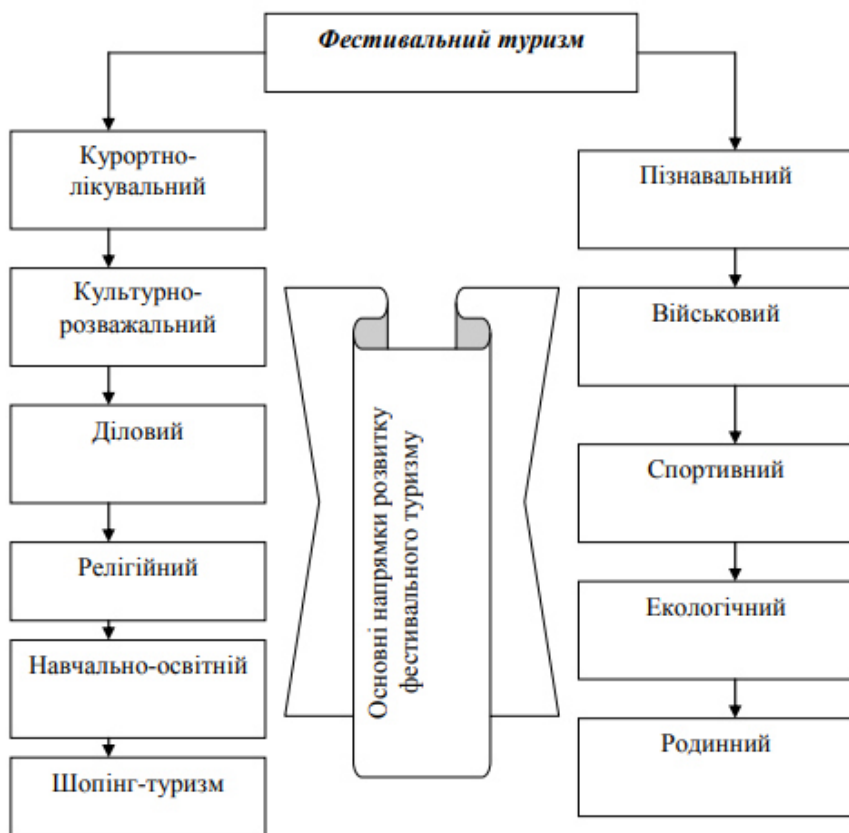 Фестивальний туризм
Курортно-
лікувальний
Культурно-
розважальний
Діловий
Релігійний
Навчально-освітній
Шопінг-туризм
Основні напрямки розвитку
фестивального туризму
Пізнавальний
Військовий
Спортивний
Екологічний
Родинний